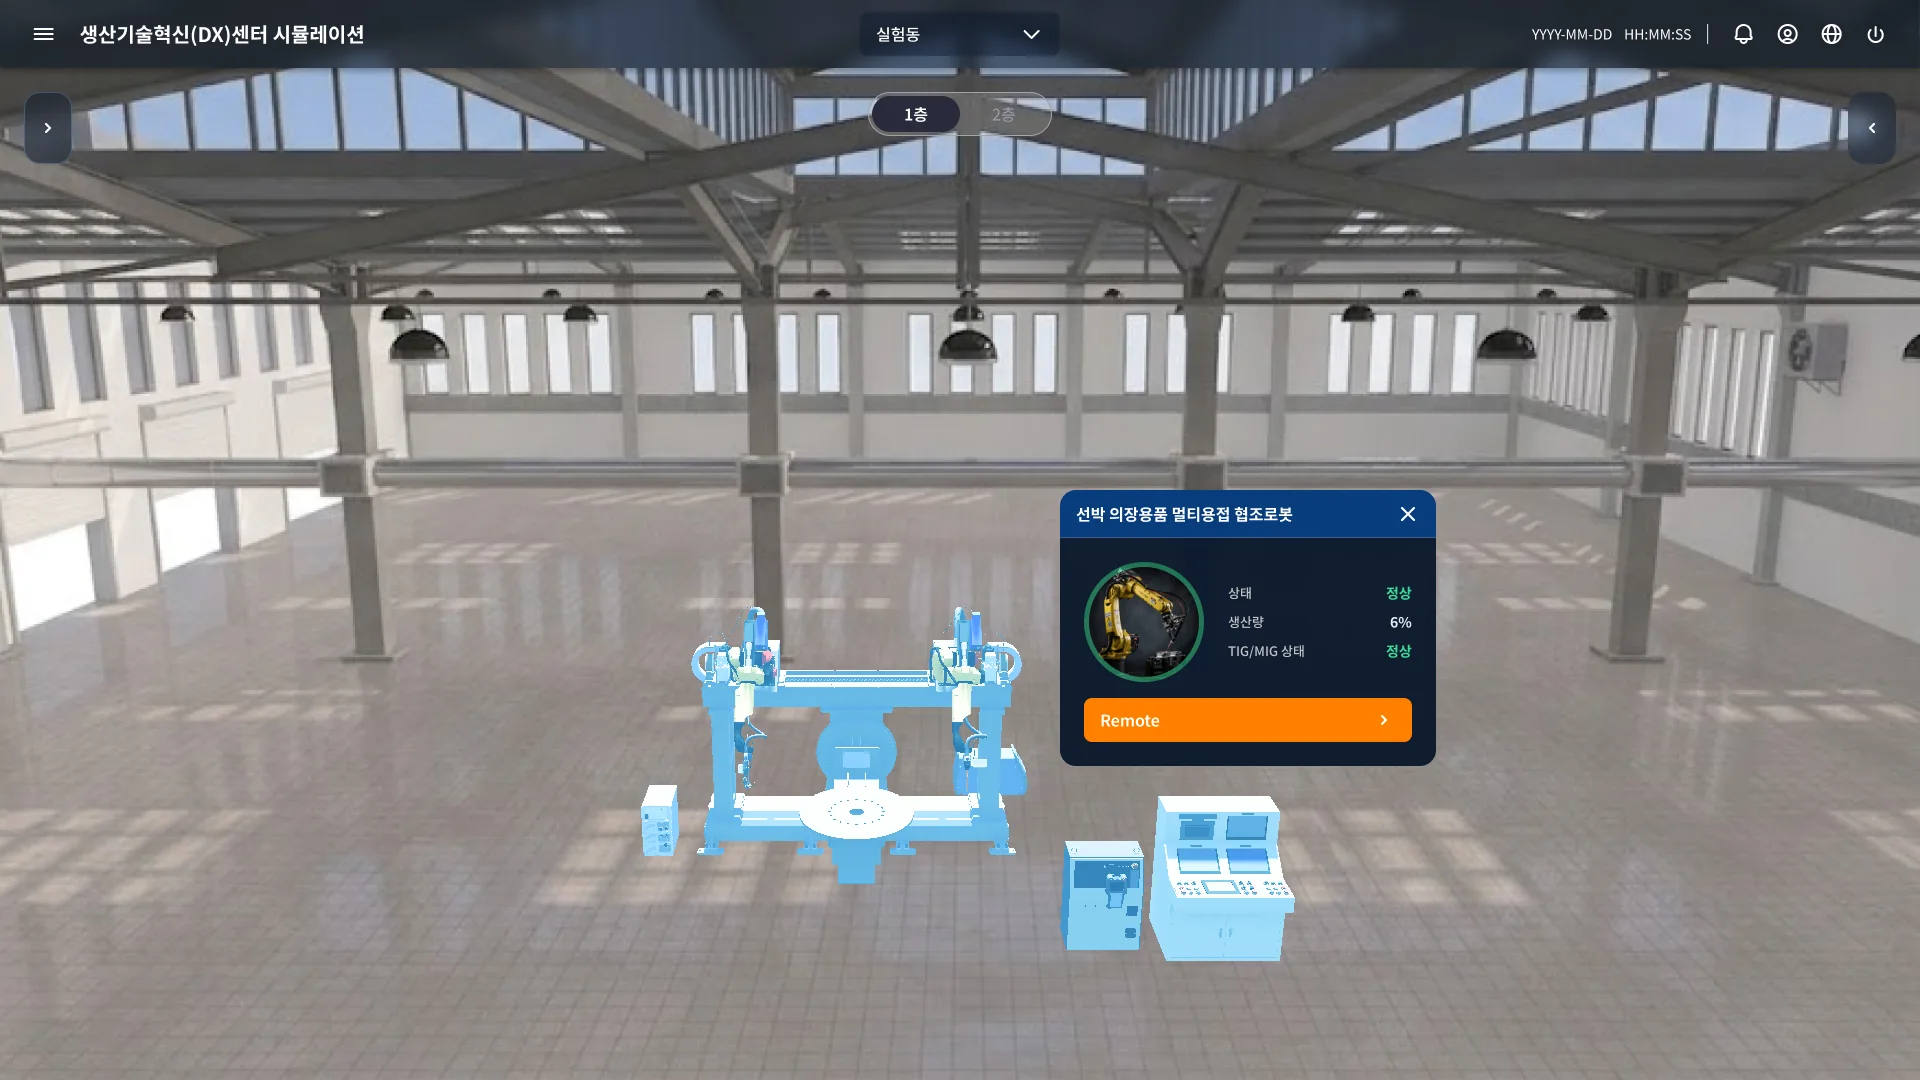 생산기술혁신(DX)센터 시뮬레이션
실험동
YYYY-MM-DD HH:MM:SS
1층
2층
선박 의장용품 멀티용접 협조로봇
상태 정상
생산량 6%
TIG/MIG 상태 정상
Remote